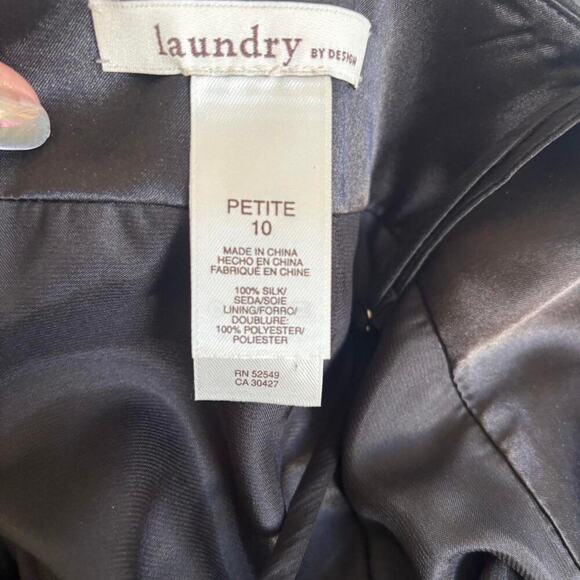 laundry BY DESIGN
PETITE
10
MADE IN CHINA
HECHO EN CHINA
FABRIQUÉ EN CHINE
100% SILK/
SEDA/SOIE
LINING/FORRO/
DOUBLURE:
100% POLYESTER/
POLIESTER
RN 52549
CA 30427